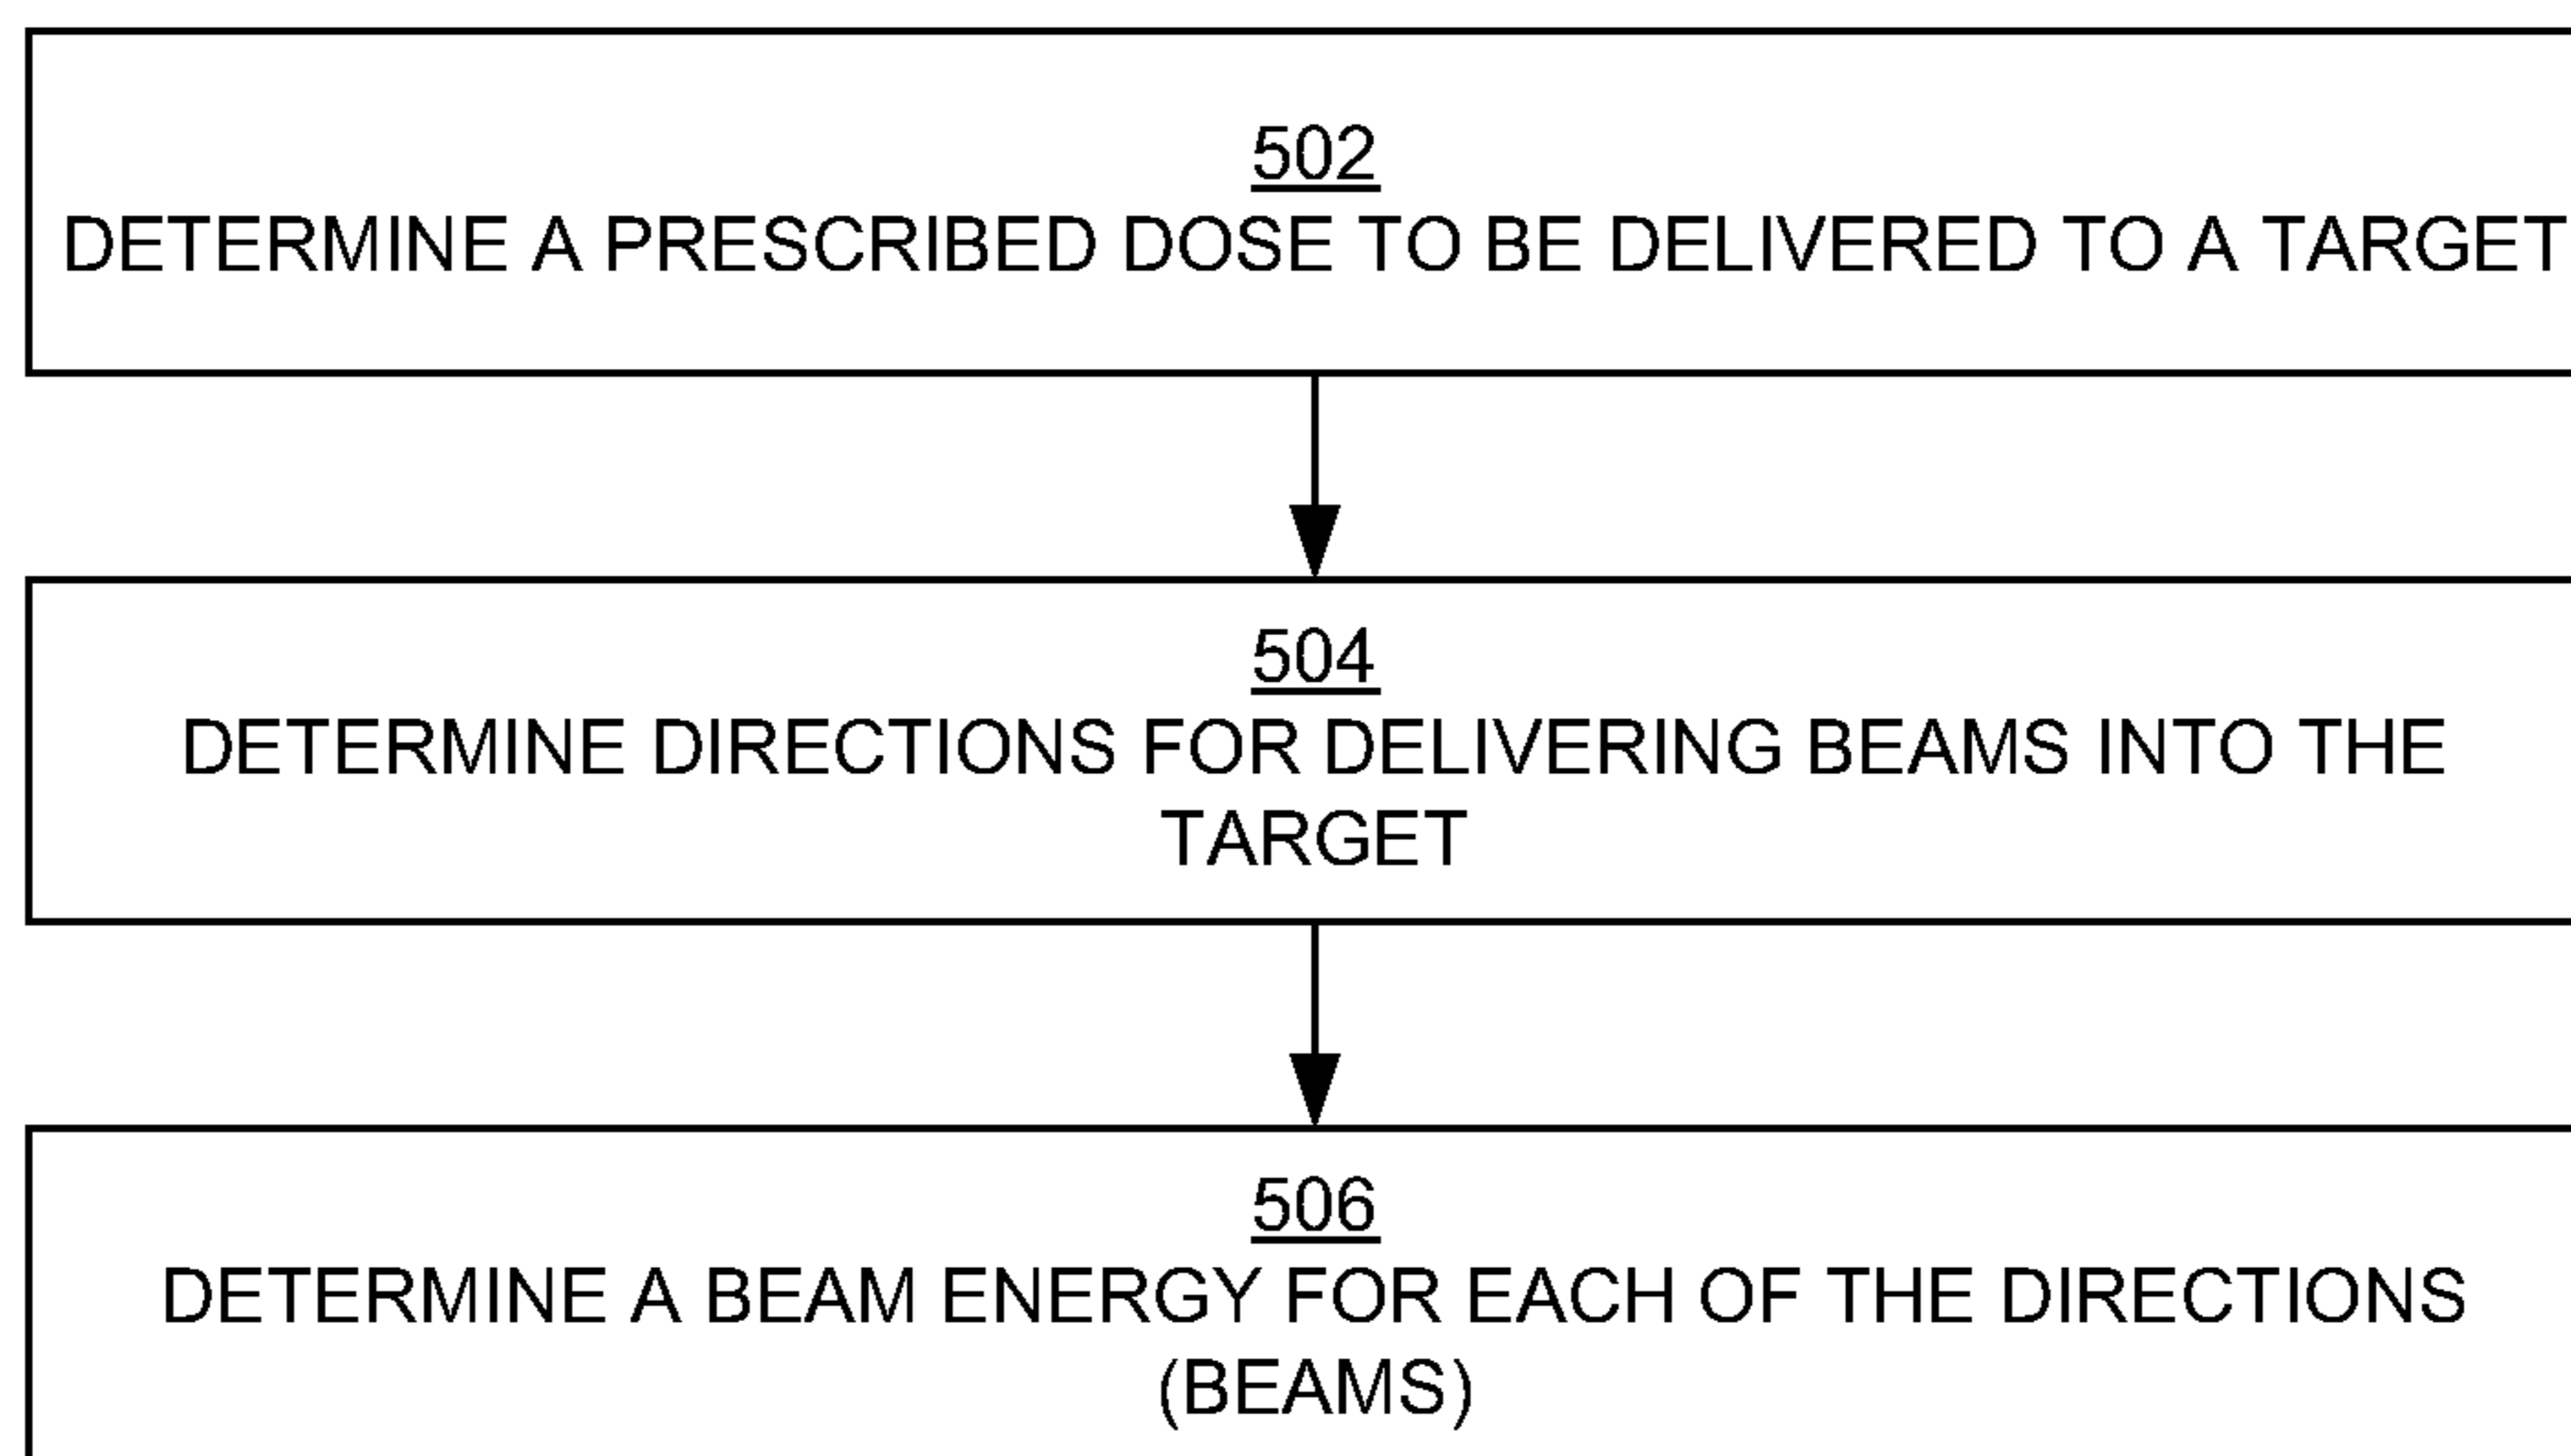 502
DETERMINE A PRESCRIBED DOSE TO BE DELIVERED TO A TARGET
504
DETERMINE DIRECTIONS FOR DELIVERING BEAMS INTO THE
TARGET
506
DETERMINE A BEAM ENERGY FOR EACH OF THE DIRECTIONS
(BEAMS)